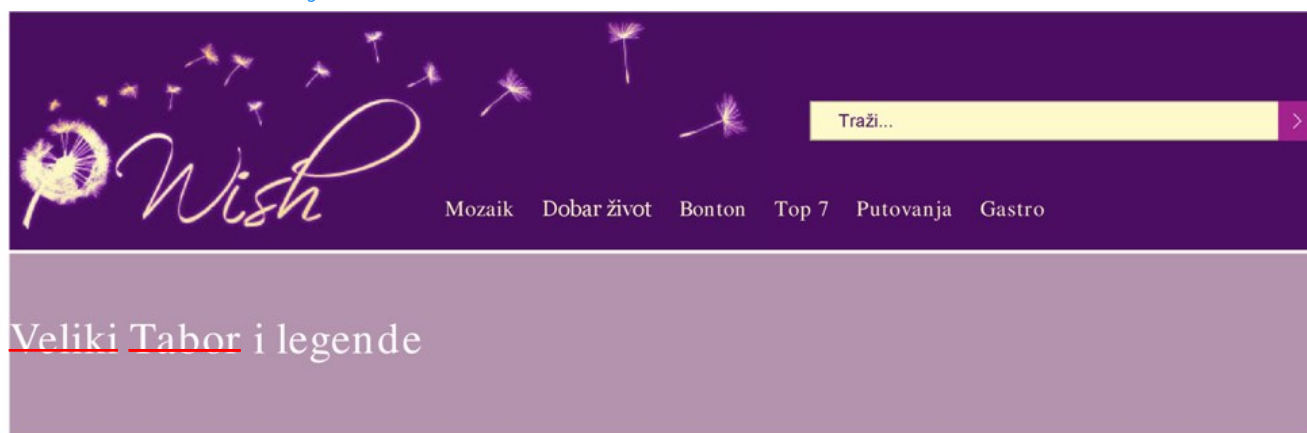 Traži...
Wish
Mozaik Dobar život Bonton Top 7 Putovanja Gastro
Veliki Tabor i legende